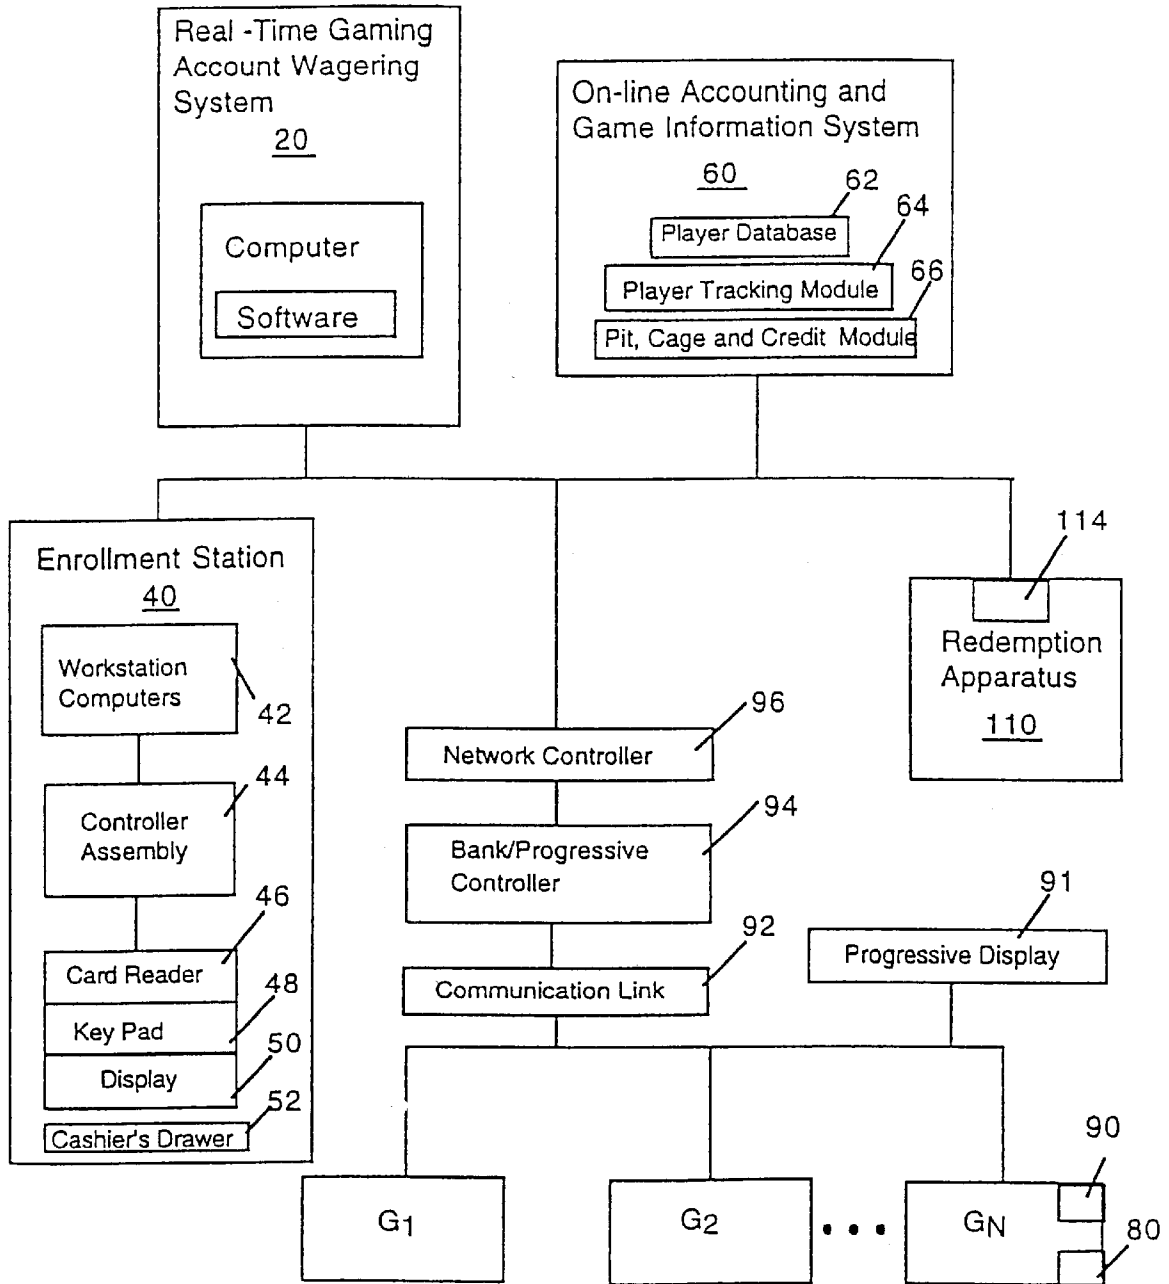 Real -Time Gaming
Account Wagering
System
20
Computer
Software
On-line Accounting and
Game Information System
60
62
Player Database
64
Player Tracking Module
66
Pit, Cage and Credit Module
Enrollment Station
40
Workstation
Computers
42
44
Controller
Assembly
46
Card Reader
48
Key Pad
50
Display
52
Cashier's Drawer
114
Redemption
Apparatus
110
96
Network Controller
94
Bank/Progressive
Controller
92
Communication Link
91
Progressive Display
G1
G2
• • •
GN
90
80